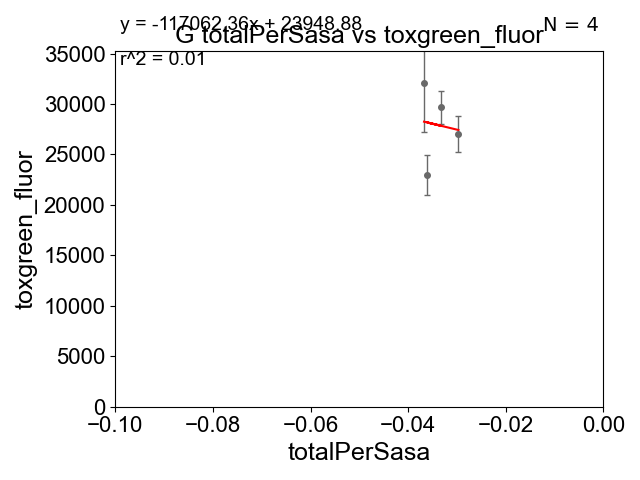 y = -117062.36x + 23948.88
N = 4
G totalPerSasa vs toxgreen_fluor
r^2 = 0.01
toxgreen_fluor
35000
30000
25000
20000
15000
10000
5000
0
−0.10 −0.08 −0.06 −0.04 −0.02 0.00
totalPerSasa